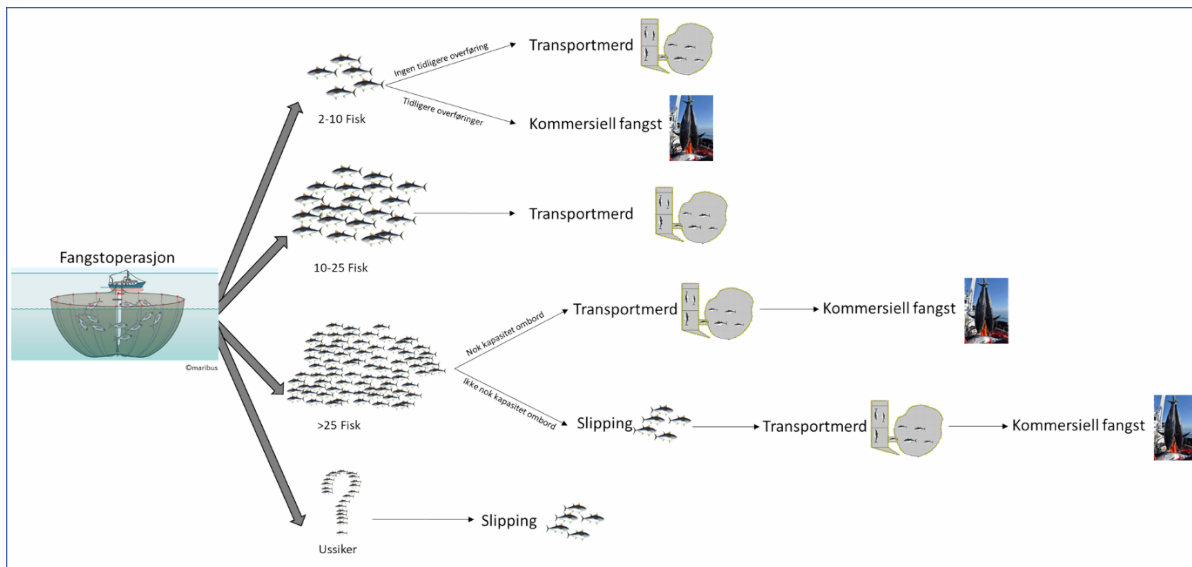 Fangstoperasjon
©maribus
2-10 Fisk
Ingen tidligere overføring
Transportmerd
Tidligere overføringer
Kommersiell fangst
10-25 Fisk
Transportmerd
>25 Fisk
Nok kapasitet ombord
Transportmerd
Kommersiell fangst
Ikke nok kapasitet ombord
Slipping
Transportmerd
Kommersiell fangst
Ussiker
Slipping